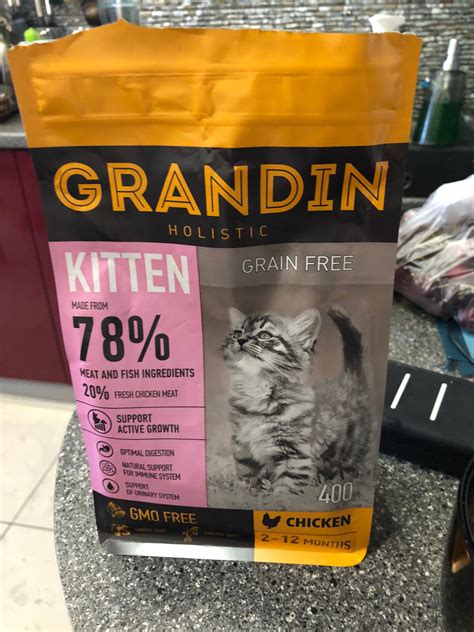 GRANDIN
HOLISTIC
KITTEN
GRAIN FREE
MADE FROM
78%
MEAT AND FISH INGREDIENTS
20% FRESH CHICKEN MEAT
SUPPORT
ACTIVE GROWTH
OPTIMAL DIGESTION
NATURAL SUPPORT
FOR IMMUNE SYSTEM
SUPPORT
OF URINARY SYSTEM
400
GMO FREE
CHICKEN
2–12 MONTHS